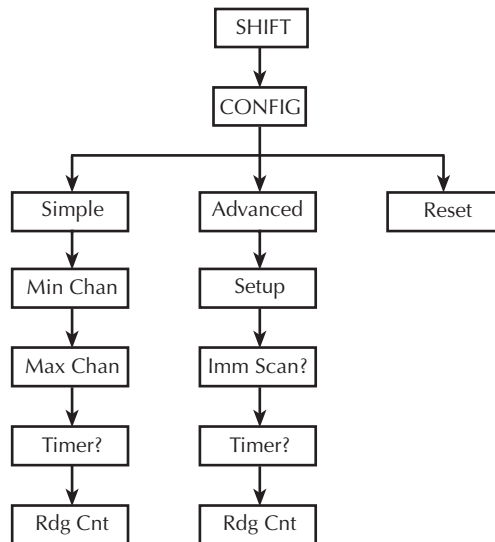 SHIFT
CONFIG
Simple
Advanced
Reset
Min Chan
Setup
Max Chan
Imm Scan?
Timer?
Timer?
Rdg Cnt
Rdg Cnt